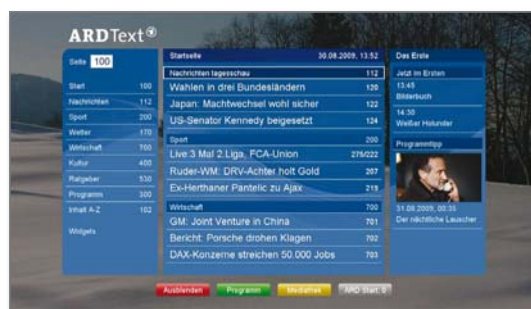 ARDText
Seite 100
Start 100
Nachrichten 112
Sport 200
Wetter 170
Wirtschaft 700
Kultur 400
Ratgeber 530
Programm 300
Inhalt A-Z 102
Widgets
Startseite 30.08.2009, 13:52
Nachrichten tagesschau 112
Wahlen in drei Bundesländern 120
Japan: Machtwechsel wohl sicher 122
US-Senator Kennedy beigesetzt 124
Sport 200
Live 3 Mal 2.Liga, FCA-Union 275/222
Ruder-WM: DRV-Achter holt Gold 207
Ex-Herthaner Pantelic zu Ajax 219
Wirtschaft 700
GM: Joint Venture in China 701
Bericht: Porsche drohen Klagen 702
DAX-Konzerne streichen 50.000 Jobs 703
Das Erste
Jetzt im Ersten
13:45
Bilderbuch
14:30
Weißer Holunder
Programmtipp
31.08.2009, 00:35
Der nächtliche Lauscher
Ausblenden
Programm
Mediathek
ARD Start: 0